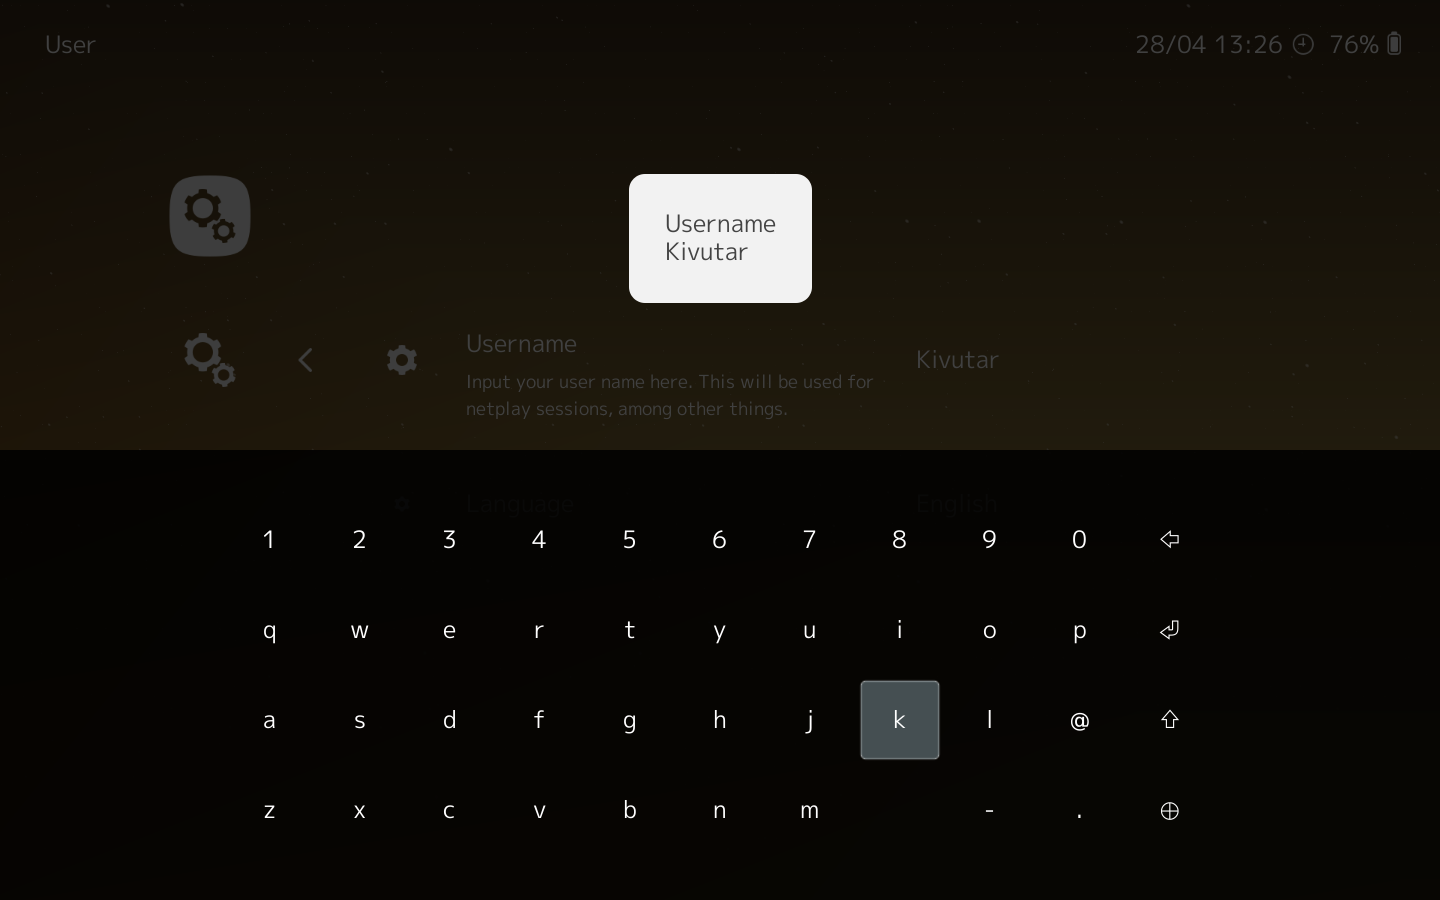 User
28/04 13:26 76%
Username
Kivutar
Username
Kivutar
Input your user name here. This will be used for
netplay sessions, among other things.
Language
English
1 2 3 4 5 6 7 8 9 0
q w e r t y u i o p
a s d f g h j k l @
z x c v b n m - .